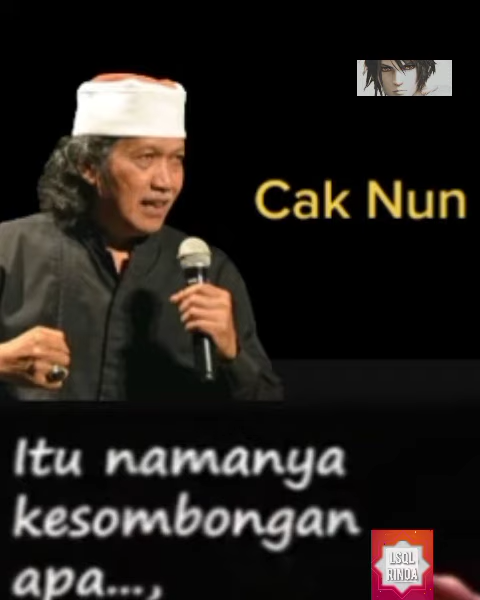 Cak Nun
Itu namanya
kesombongan
apa...,
LSQL
RINDA